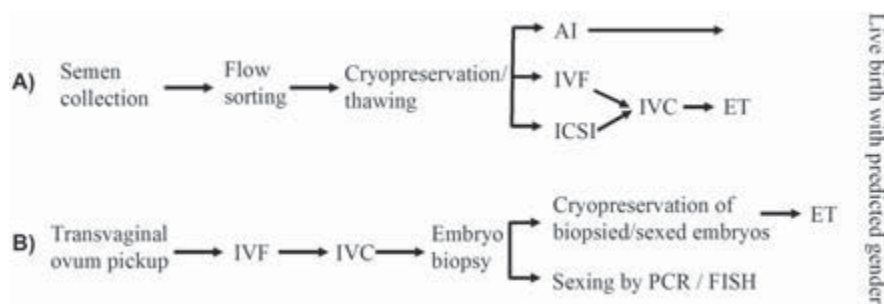 A)
Semen
collection
Flow
sorting
Cryopreservation/
thawing
AI
IVF
ICSI
IVC
ET
B)
Transvaginal
ovum pickup
IVF
IVC
Embryo
biopsy
Cryopreservation of
biopsied/sexed embryos
ET
Sexing by PCR / FISH
Live birth with predicted gender